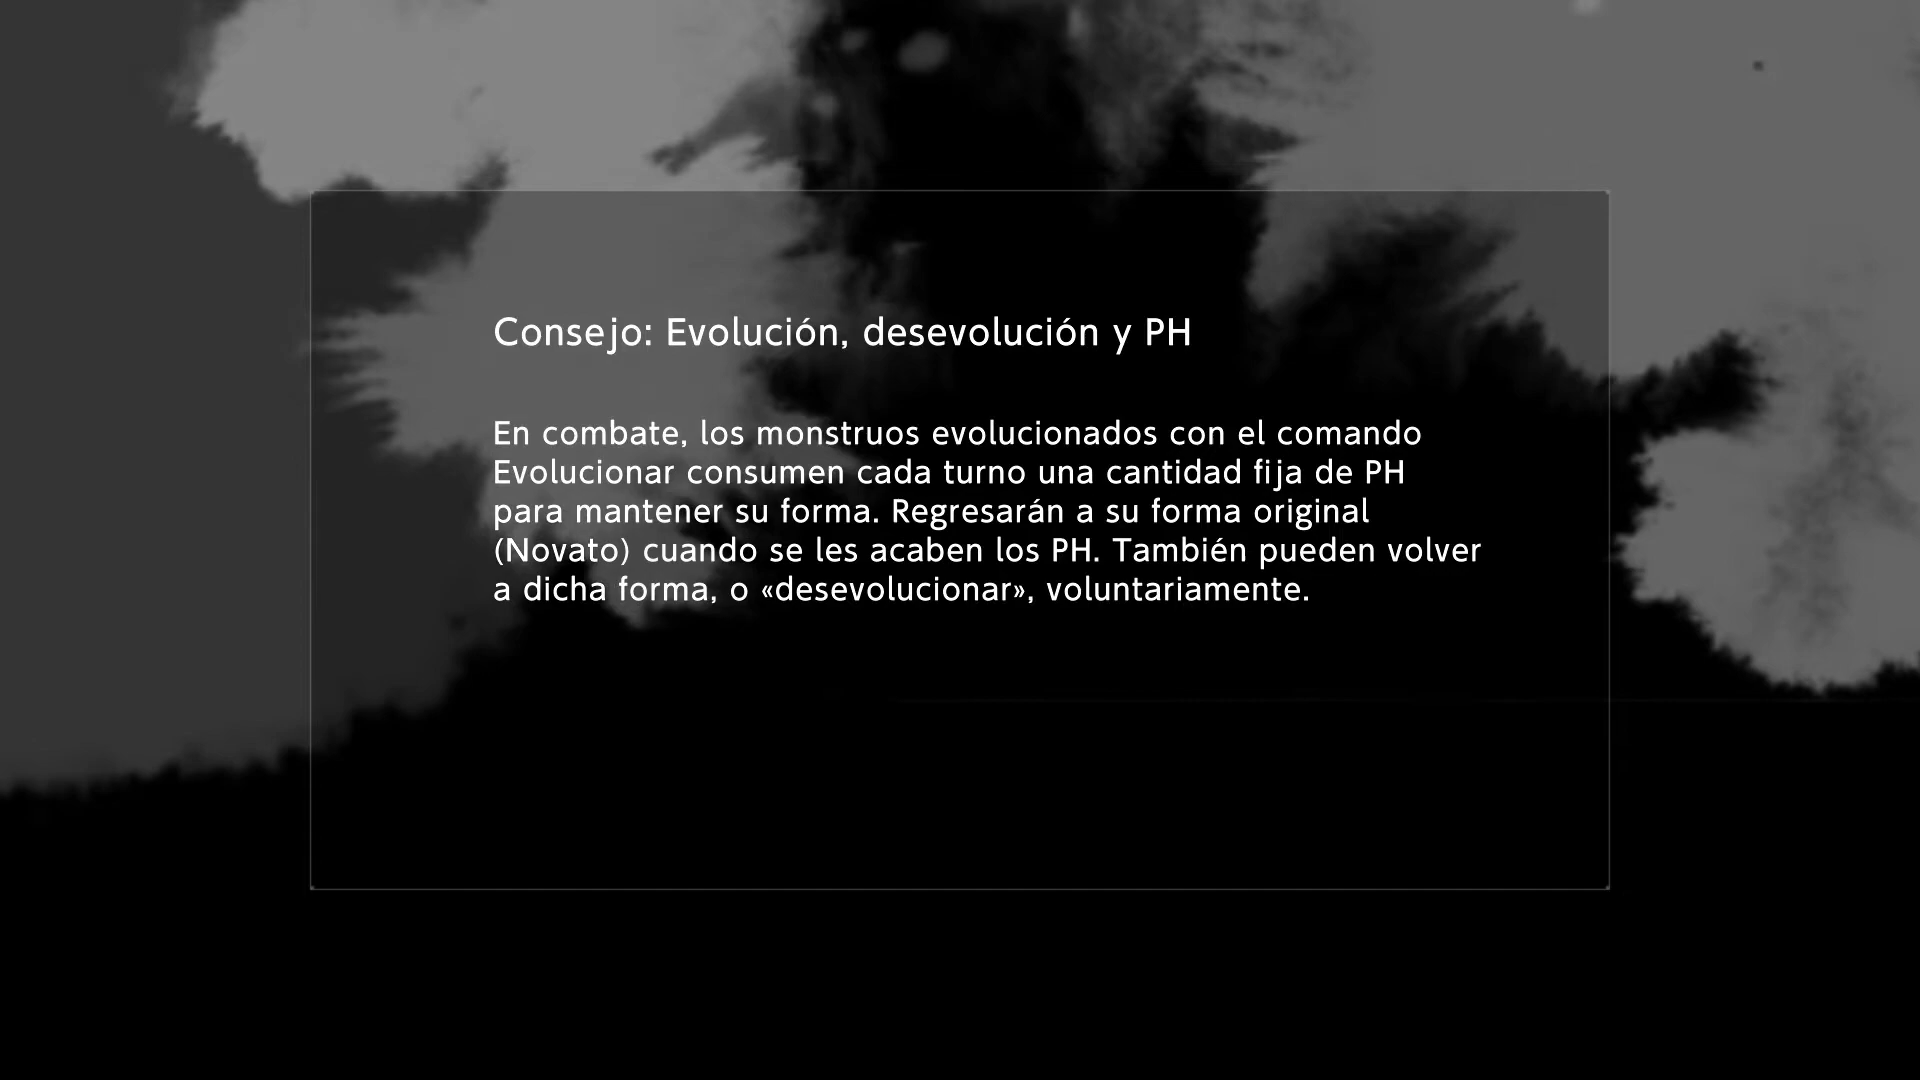 Consejo: Evolución, desevolución y PH
En combate, los monstruos evolucionados con el comando
Evolucionar consumen cada turno una cantidad fija de PH
para mantener su forma. Regresarán a su forma original
(Novato) cuando se les acaben los PH. También pueden volver
a dicha forma, o «desevolucionar», voluntariamente.